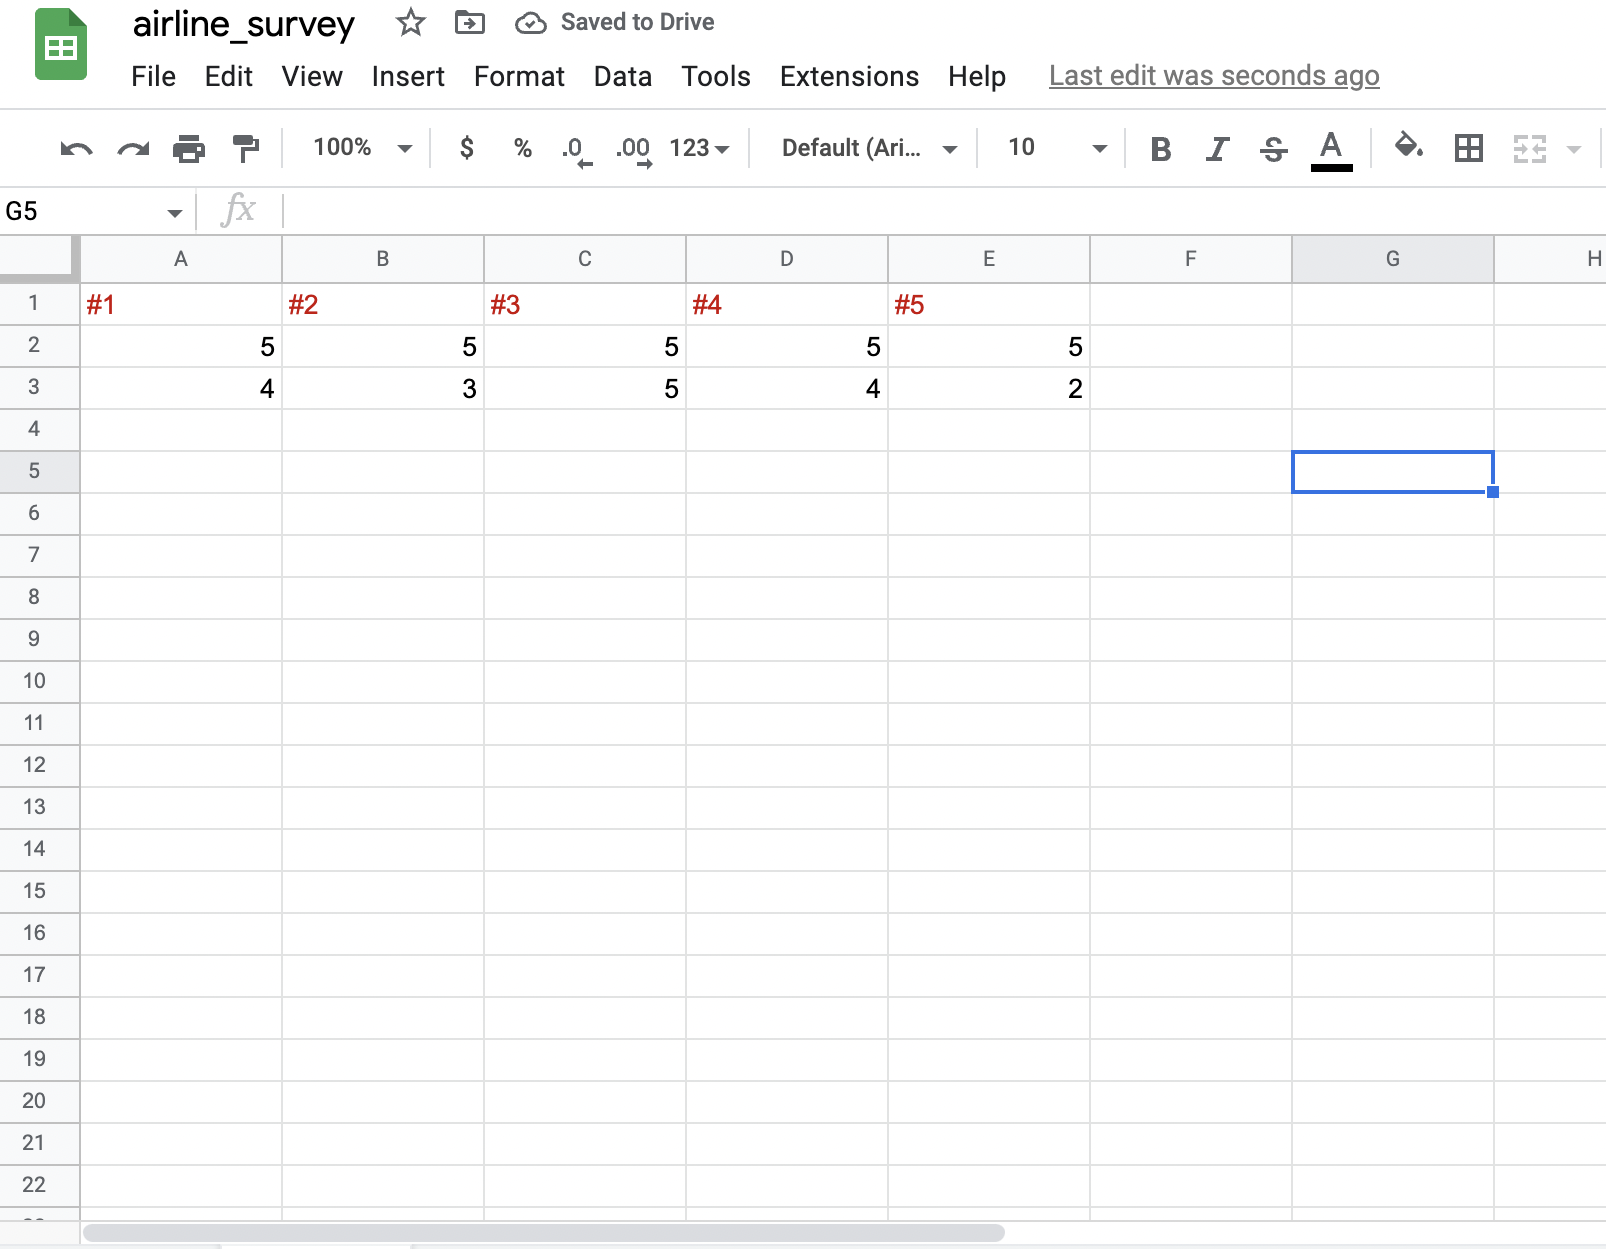 airline_survey Saved to Drive
File Edit View Insert Format Data Tools Extensions Help Last edit was seconds ago
100% $ % .0 .00 123 Default (Ari... 10 B I S A
G5 fx
A B C D E F G H
1 #1 #2 #3 #4 #5
2 5 5 5 5 5
3 4 3 5 4 2
4
5
6
7
8
9
10
11
12
13
14
15
16
17
18
19
20
21
22